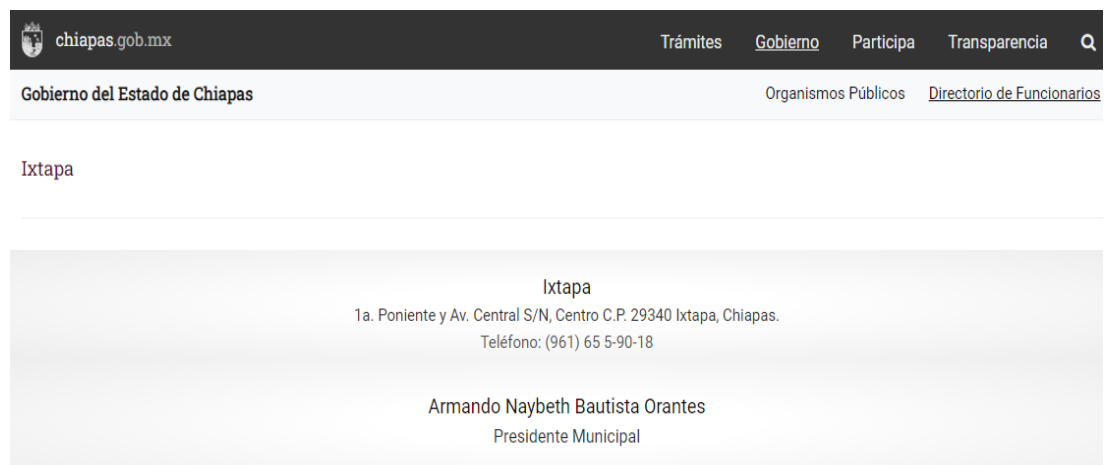 chiapas.gob.mx Trámites Gobierno Participa Transparencia
Gobierno del Estado de Chiapas Organismos Públicos Directorio de Funcionarios
Ixtapa
Ixtapa
1a. Poniente y Av. Central S/N, Centro C.P. 29340 Ixtapa, Chiapas.
Teléfono: (961) 65 5-90-18
Armando Naybeth Bautista Orantes
Presidente Municipal